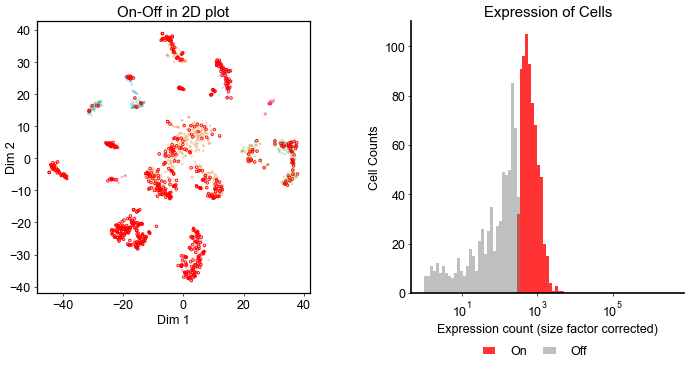 On-Off in 2D plot
40
30
20
10
0
−10
−20
−30
−40
−40 −20 0 20 40
Dim 2
Dim 1
Expression of Cells
100
80
60
40
20
0
10^1 10^3 10^5
Cell Counts
Expression count (size factor corrected)
On Off